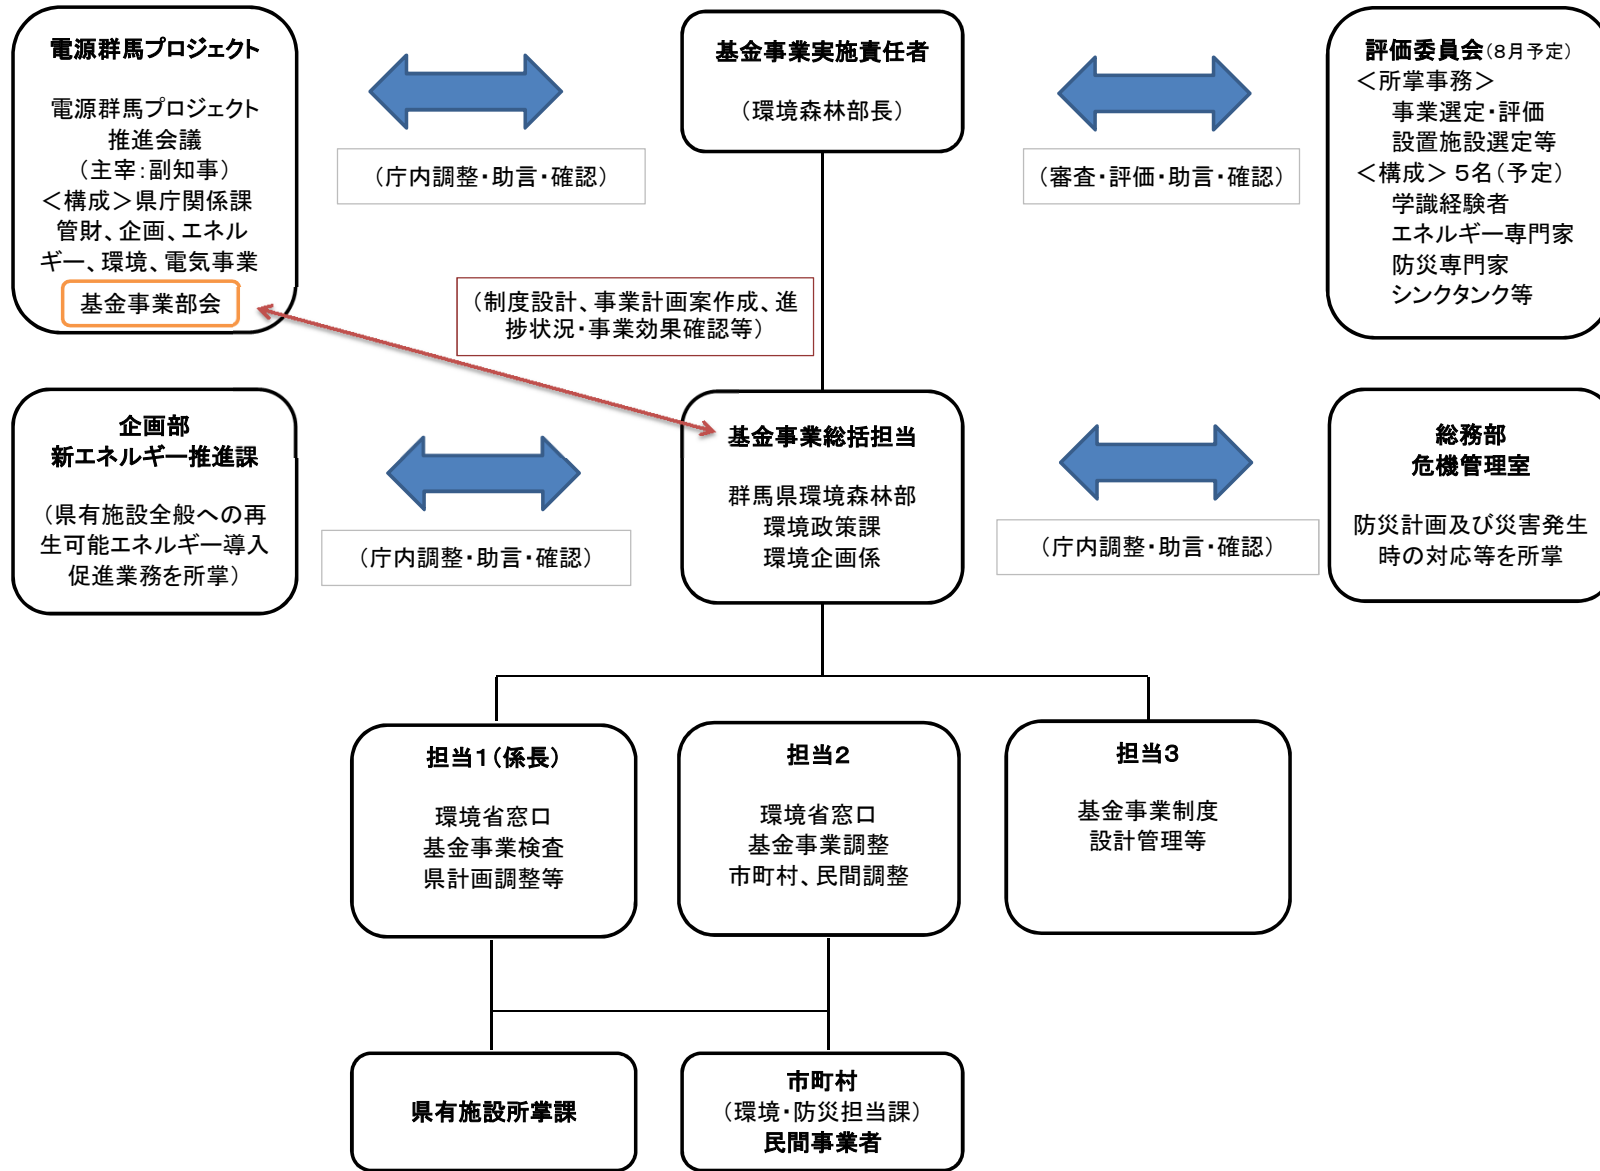 電源群馬プロジェクト
電源群馬プロジェクト
推進会議
（主宰：副知事）
＜構成＞県庁関係課
管財、企画、エネル
ギー、環境、電気事業
基金事業部会
（庁内調整・助言・確認）
基金事業実施責任者
（環境森林部長）
（審査・評価・助言・確認）
評価委員会（８月予定）
＜所掌事務＞
事業選定・評価
設置施設選定等
＜構成＞５名（予定）
学識経験者
エネルギー専門家
防災専門家
シンクタンク等
（制度設計、事業計画案作成、進
捗状況・事業効果確認等）
企画部
新エネルギー推進課
（県有施設全般への再
生可能エネルギー導入
促進業務を所掌）
（庁内調整・助言・確認）
基金事業総括担当
群馬県環境森林部
環境政策課
環境企画係
（庁内調整・助言・確認）
総務部
危機管理室
防災計画及び災害発生
時の対応等を所掌
担当１（係長）
環境省窓口
基金事業検査
県計画調整等
担当２
環境省窓口
基金事業調整
市町村、民間調整
担当３
基金事業制度
設計管理等
県有施設所掌課
市町村
（環境・防災担当課）
民間事業者